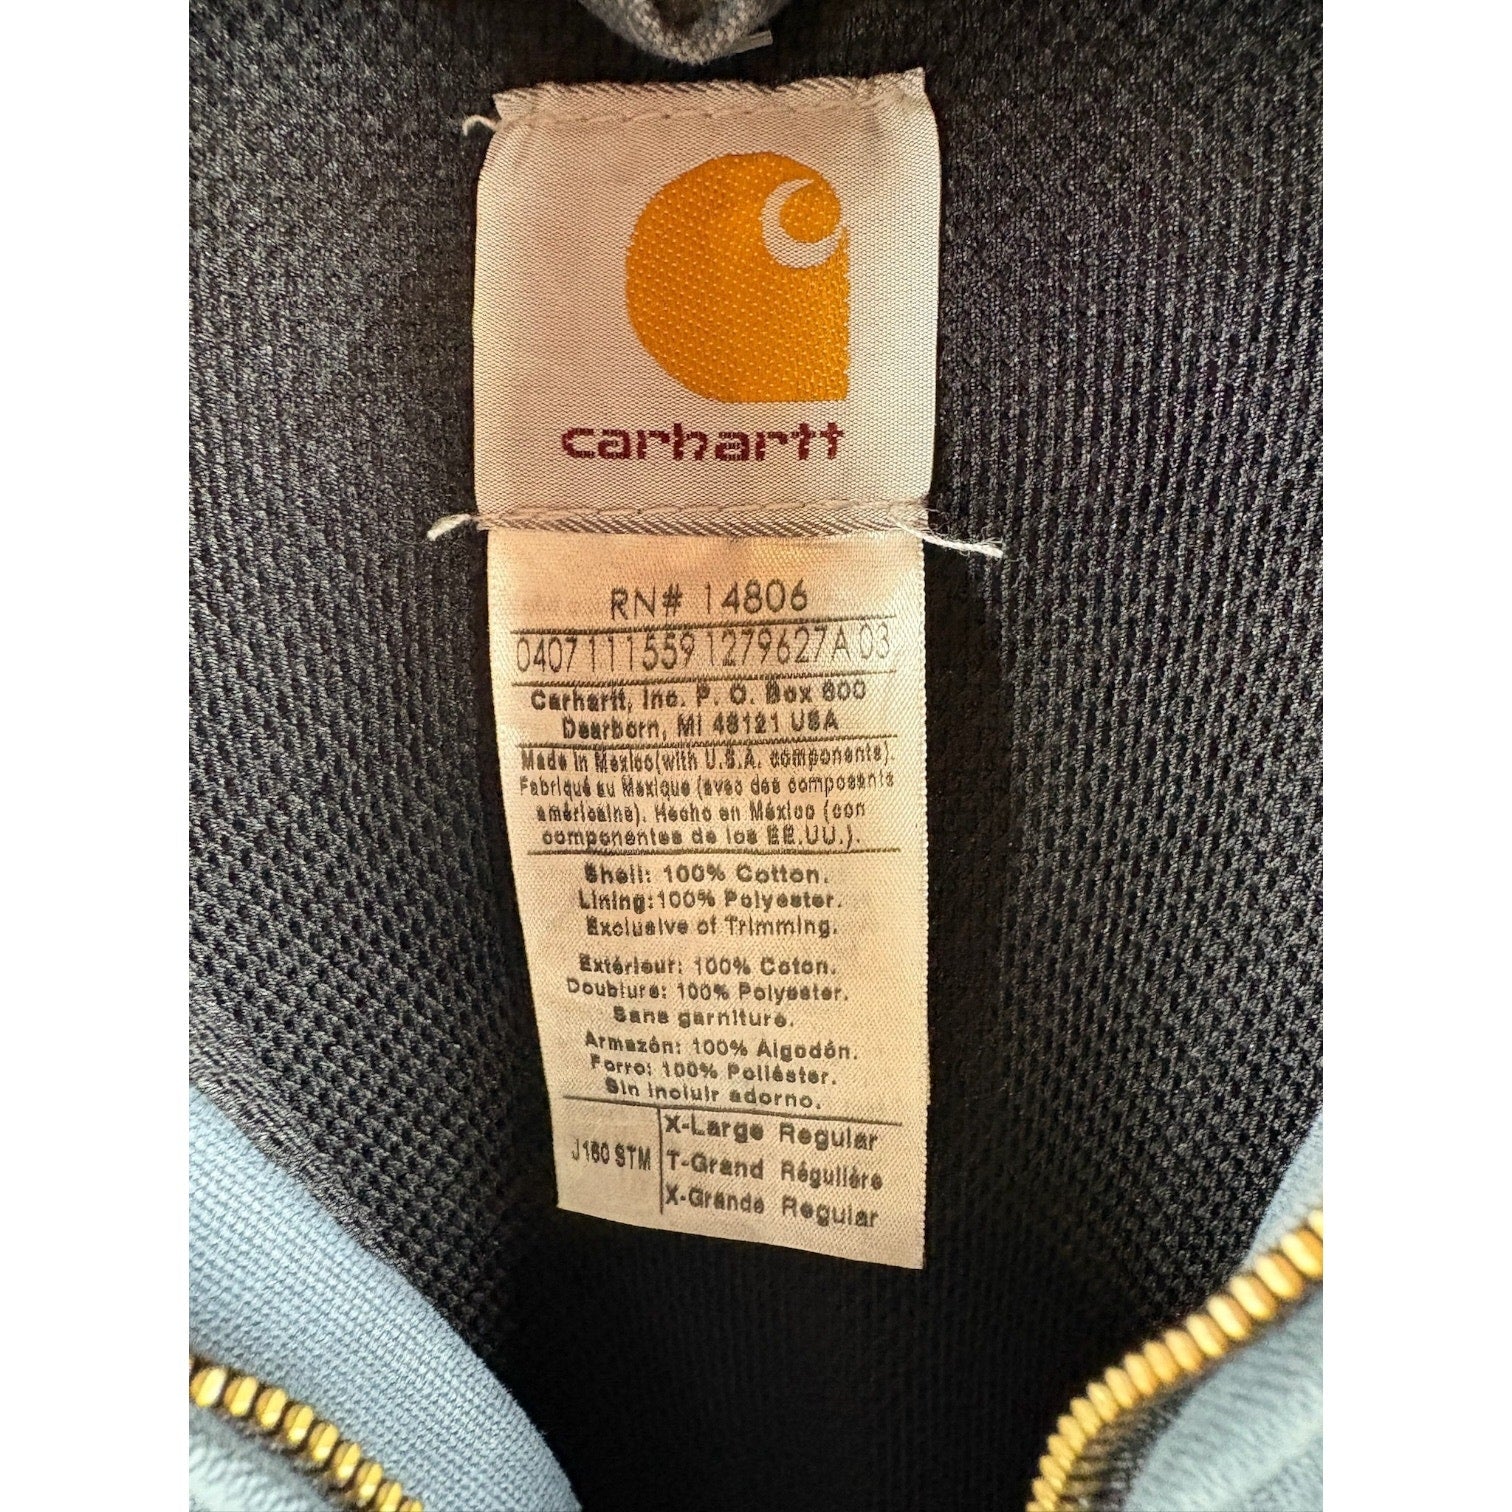 carhartt
RN# 14806
04071115591279627A 03
Carhartt, Inc. P. O. Box 600
Dearborn, MI 48121 USA
Made in Mexico(with U.S.A. components).
Fabriqué au Mexique (avec des composants
américains). Hecho en México (con
componentes de los EE.UU.).
Shell: 100% Cotton.
Lining:100% Polyester.
Exclusive of Trimming.
Extérieur: 100% Coton.
Doublure: 100% Polyester.
Sans garniture.
Armazón: 100% Algodón.
Forro: 100% Poliéster.
Sin incluir adorno.
J160 STM
X-Large Regular
T-Grand Régulière
X-Grande Regular